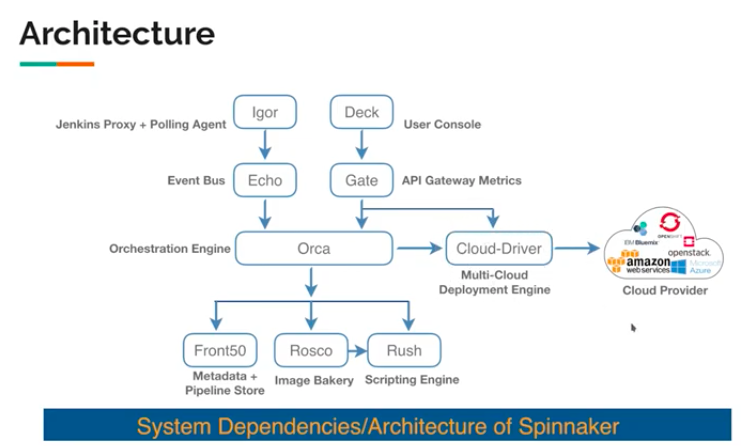 Architecture
Igor
Deck
Jenkins Proxy + Polling Agent
User Console
Event Bus
Echo
Gate
API Gateway Metrics
Orchestration Engine
Orca
Cloud-Driver
Multi-Cloud
Deployment Engine
OPENSHIFT
IBM Bluemix
openstack.
amazon
web services
Microsoft
Azure
Cloud Provider
Front50
Rosco
Rush
Metadata +
Pipeline Store
Image Bakery
Scripting Engine
System Dependencies/Architecture of Spinnaker